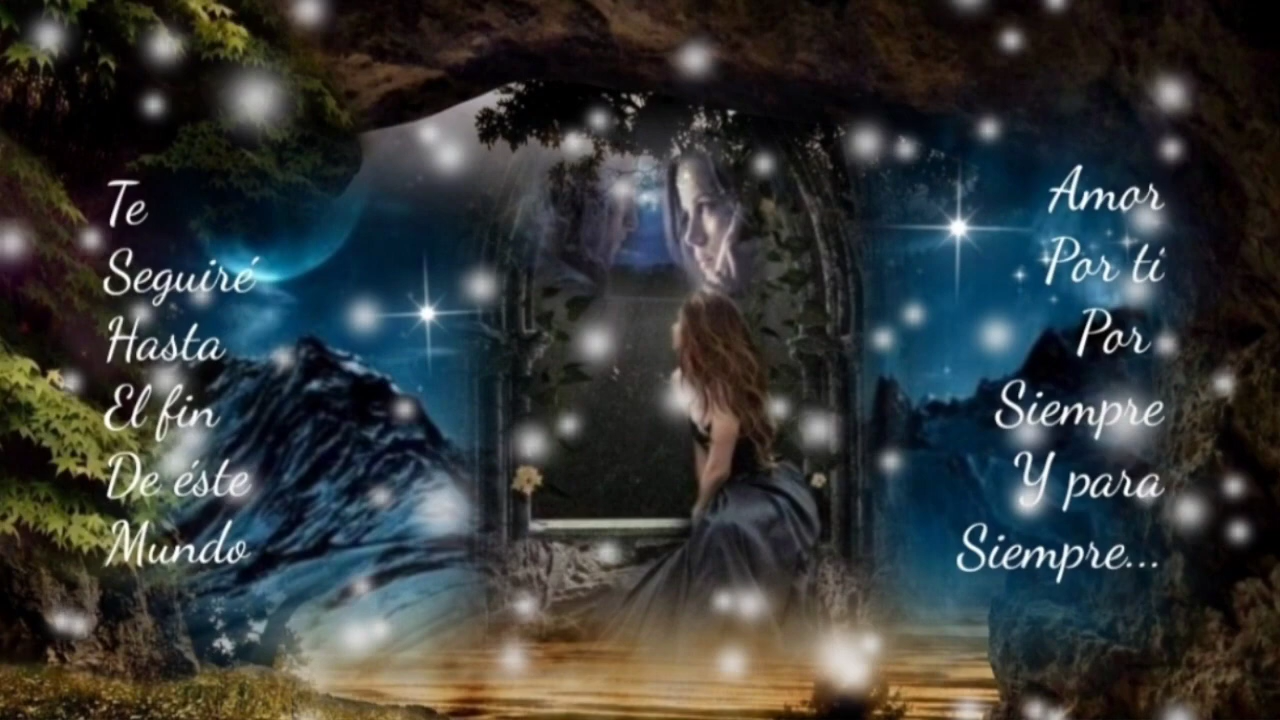 Te
Seguiré
Hasta
El fin
De éste
Mundo
Amor
Por ti
Por
Siempre
Y para
Siempre...